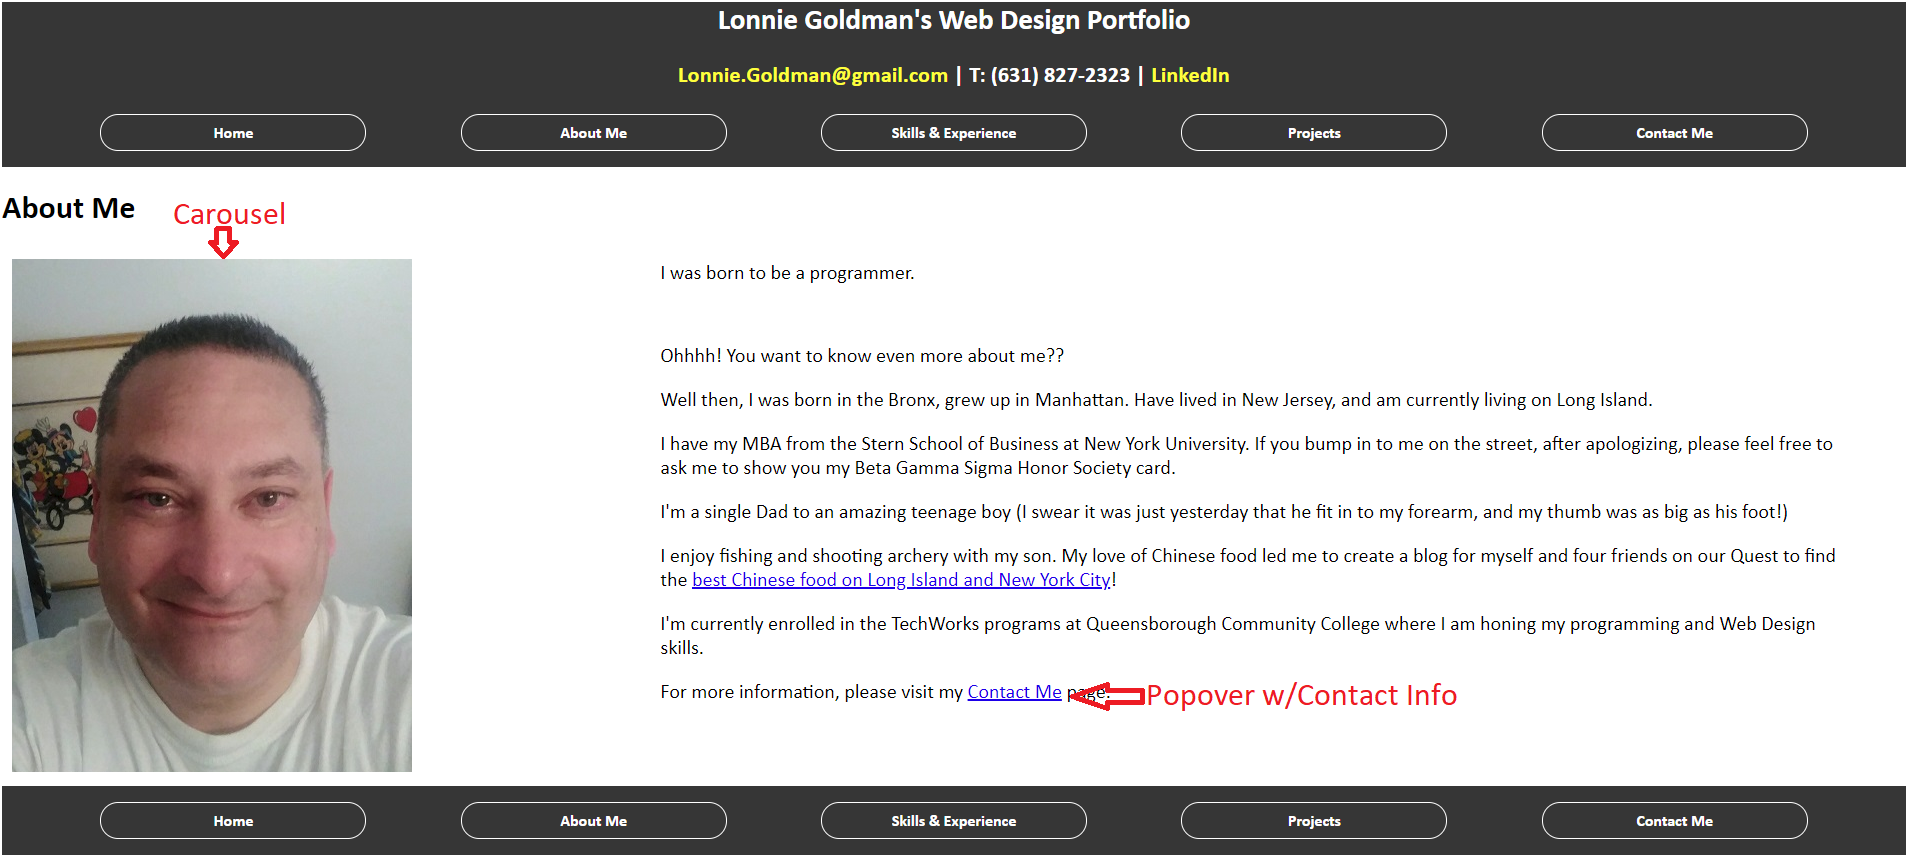 Lonnie Goldman's Web Design Portfolio
Lonnie.Goldman@gmail.com | T: (631) 827-2323 | LinkedIn
Home About Me Skills & Experience Projects Contact Me
About Me
Carousel
I was born to be a programmer.
Ohhhh! You want to know even more about me??
Well then, I was born in the Bronx, grew up in Manhattan. Have lived in New Jersey, and am currently living on Long Island.
I have my MBA from the Stern School of Business at New York University. If you bump in to me on the street, after apologizing, please feel free to
ask me to show you my Beta Gamma Sigma Honor Society card.
I'm a single Dad to an amazing teenage boy (I swear it was just yesterday that he fit in to my forearm, and my thumb was as big as his foot!)
I enjoy fishing and shooting archery with my son. My love of Chinese food led me to create a blog for myself and four friends on our Quest to find
the best Chinese food on Long Island and New York City!
I'm currently enrolled in the TechWorks programs at Queensborough Community College where I am honing my programming and Web Design
skills.
For more information, please visit my Contact Me page.
Popover w/Contact Info
Home About Me Skills & Experience Projects Contact Me